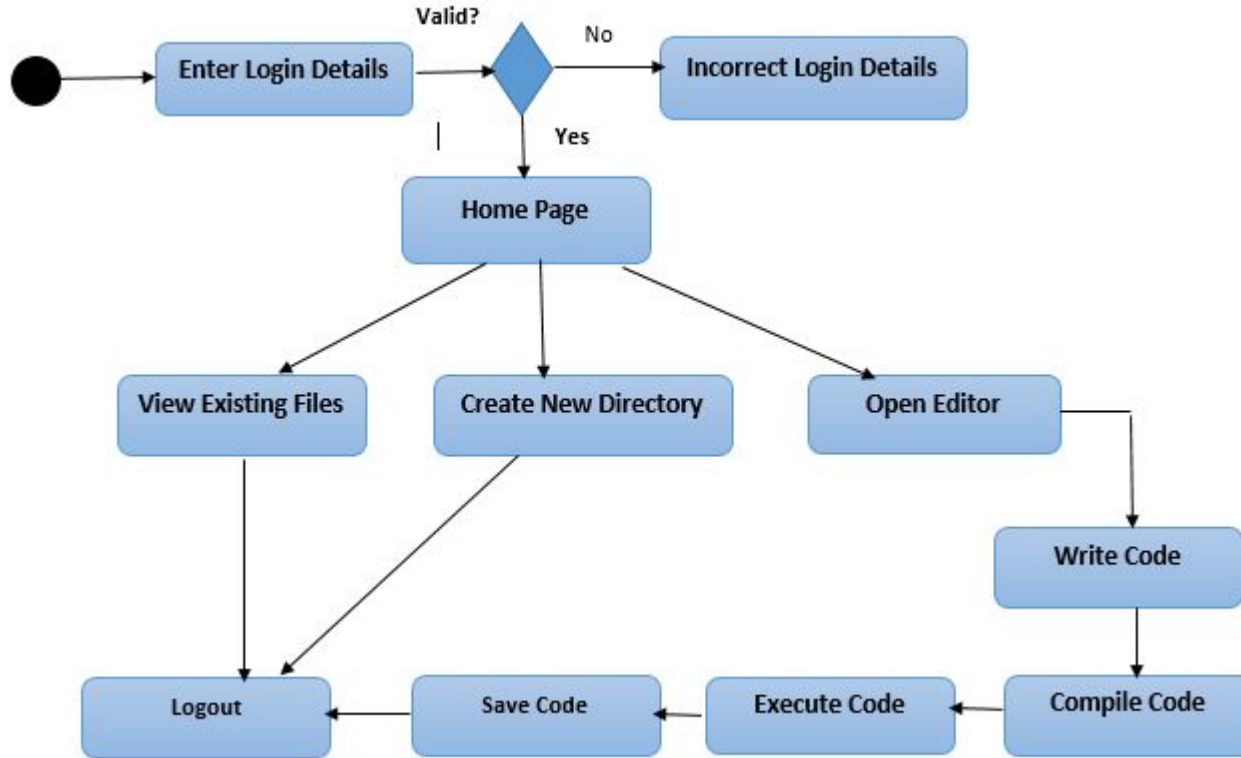 Valid?
No
Enter Login Details
Incorrect Login Details
Yes
Home Page
View Existing Files
Create New Directory
Open Editor
Write Code
Logout
Save Code
Execute Code
Compile Code